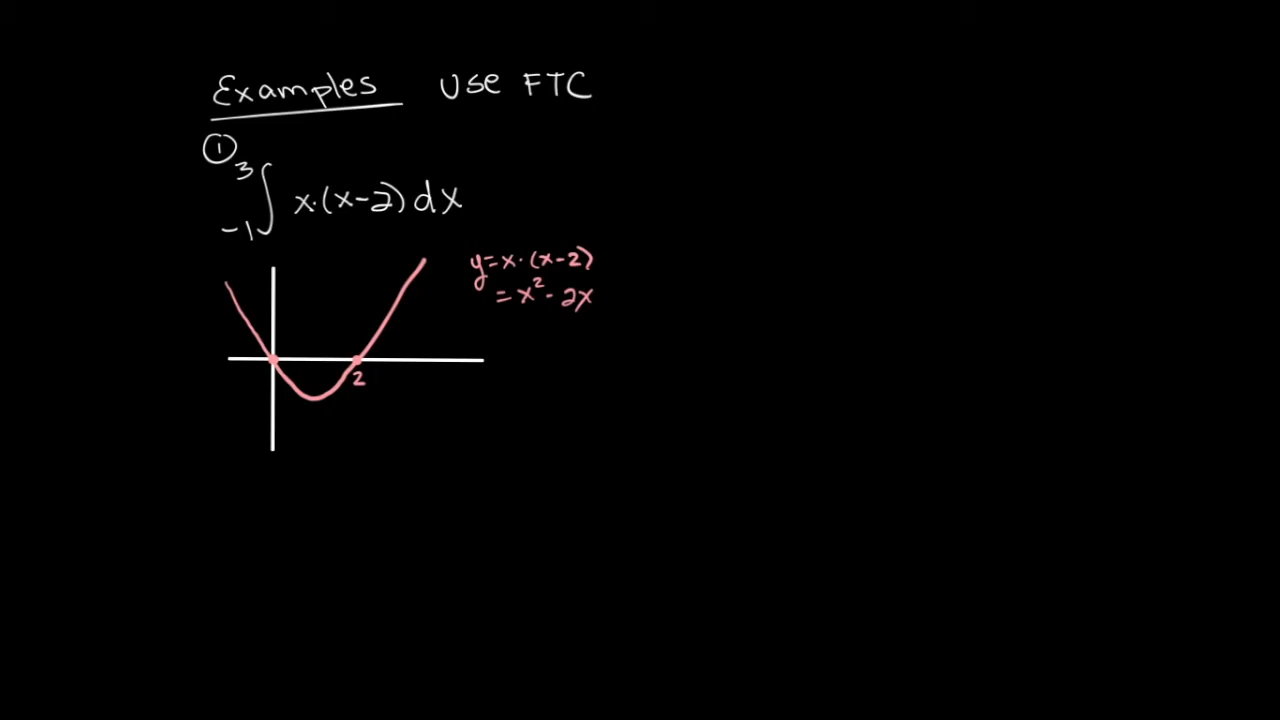 Examples Use FTC
①
3
∫ x·(x-2) dx
-1
y=x·(x-2)
= x² - 2x
2